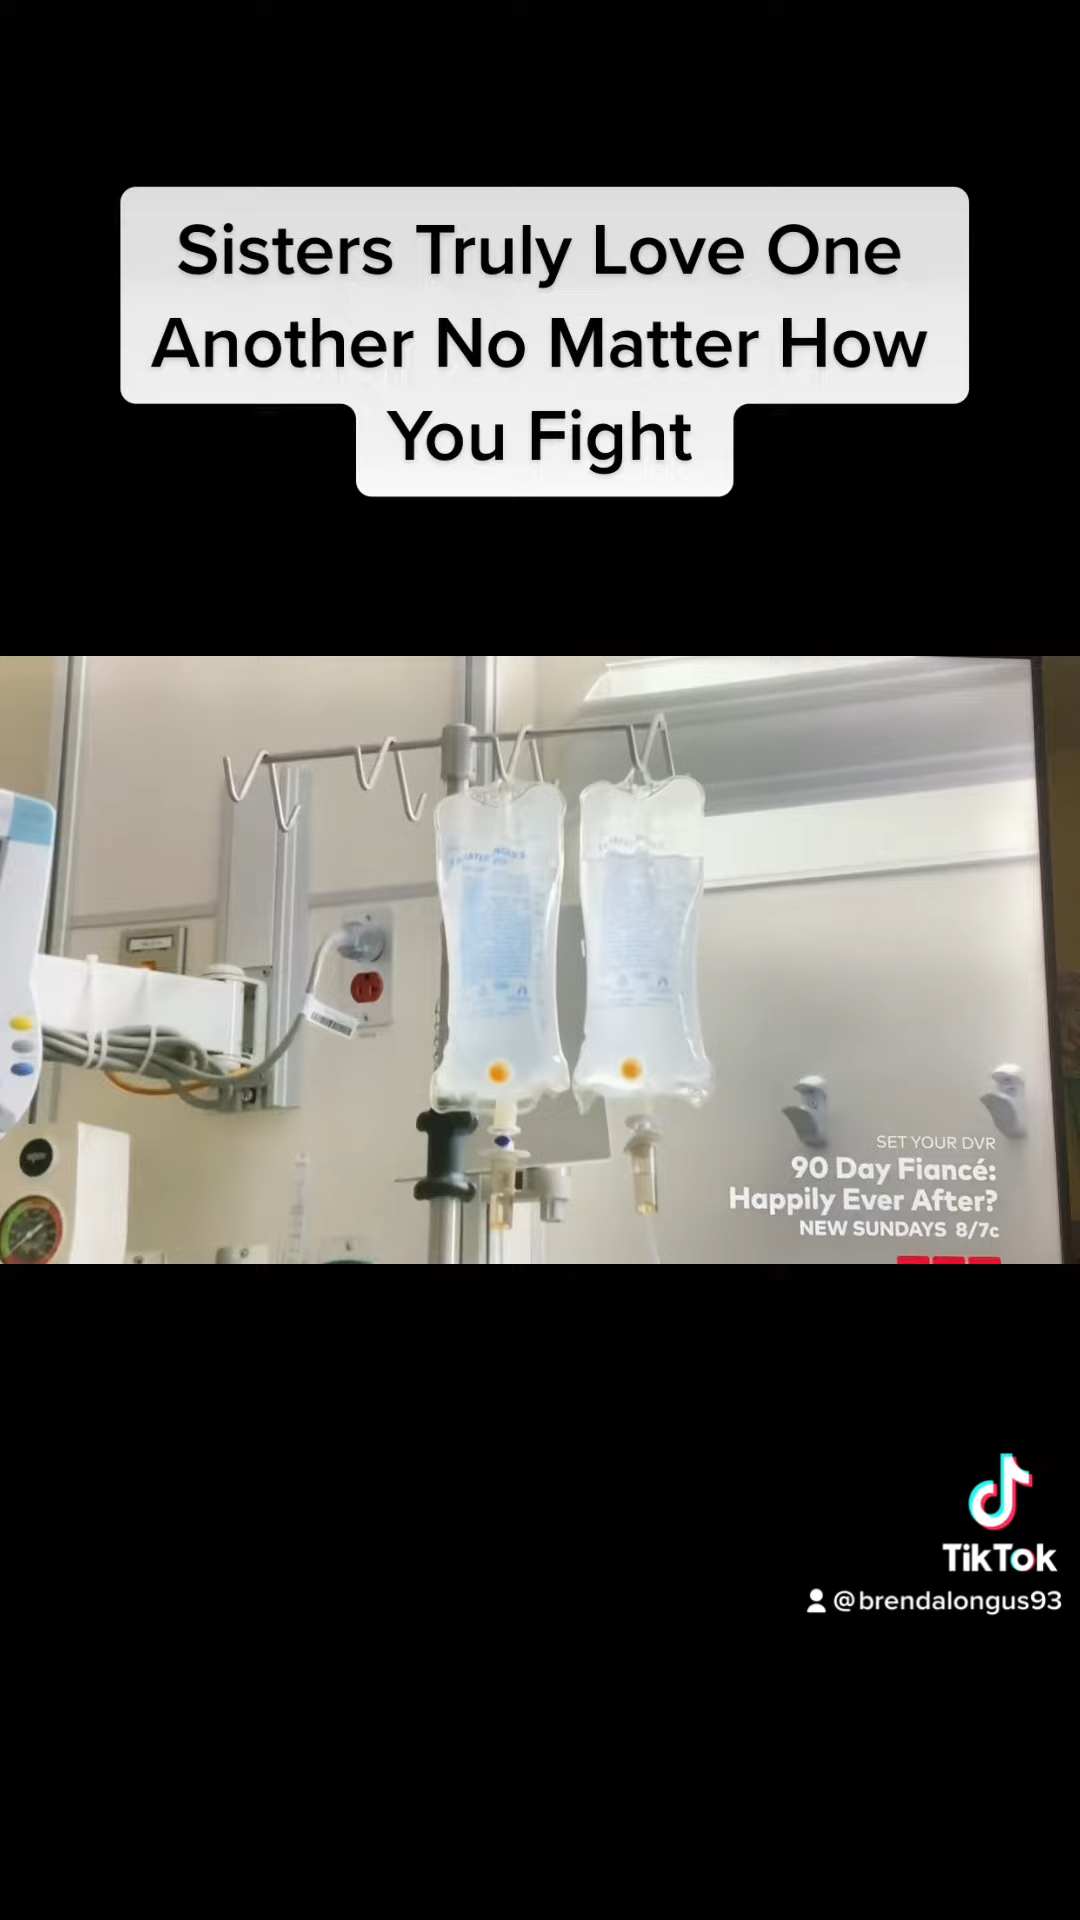 Sisters Truly Love One
Another No Matter How
You Fight
SET YOUR DVR
90 Day Fiancé:
Happily Ever After?
NEW SUNDAYS 8/7c
TikTok
@brendalongus93